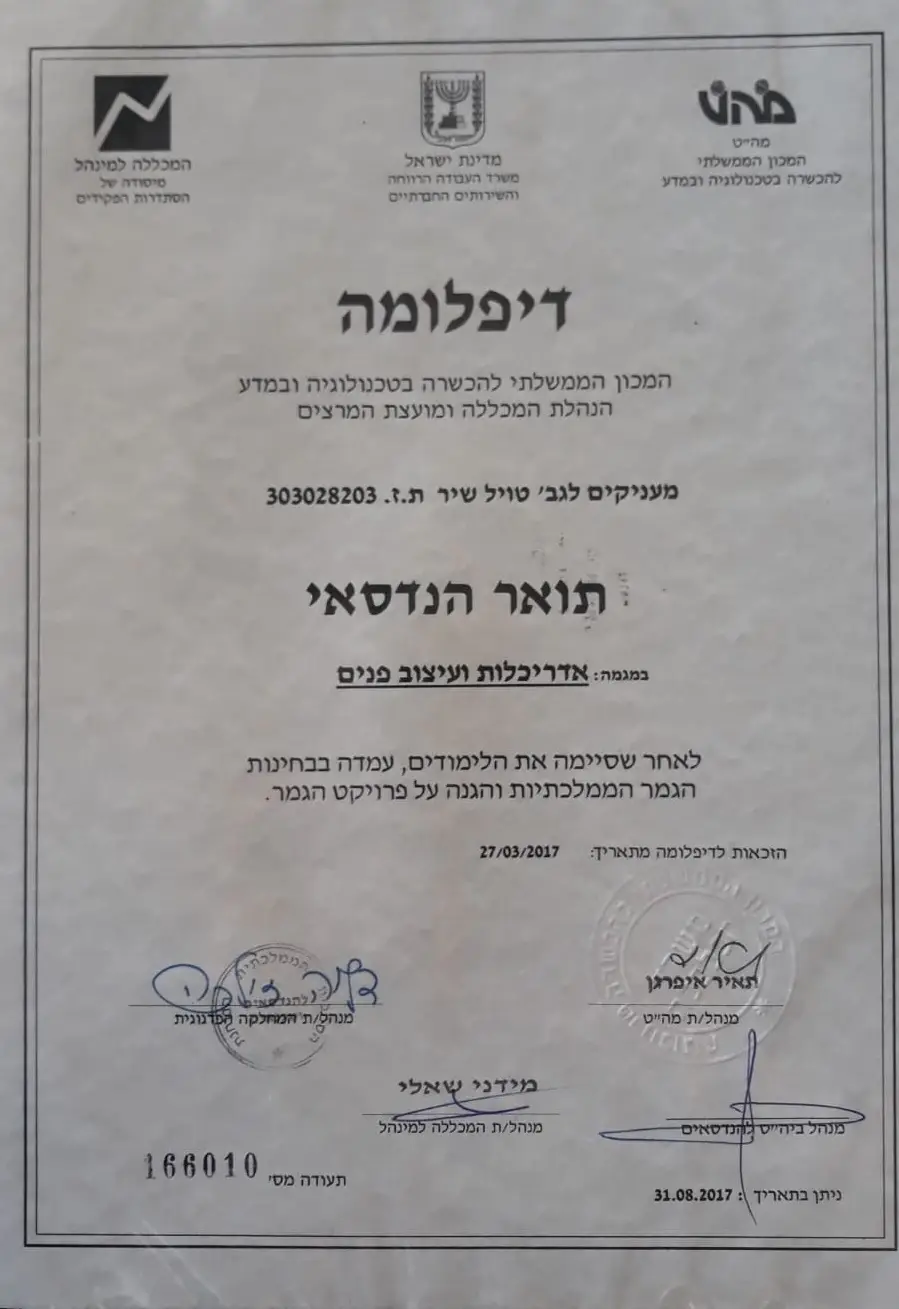 מה״ט
המכון הממשלתי
להכשרה בטכנולוגיה ובמדע
מדינת ישראל
משרד העבודה הרווחה
והשירותים החברתיים
המכללה למינהל
מיסודה של
הסתדרות הפקידים
דיפלומה
המכון הממשלתי להכשרה בטכנולוגיה ובמדע
הנהלת המכללה ומועצת המרצים
מעניקים לגב' טויל שיר ת.ז. 303028203
תואר הנדסאי
במגמה: אדריכלות ועיצוב פנים
לאחר שסיימה את הלימודים, עמדה בבחינות
הגמר הממלכתיות והגנה על פרויקט הגמר.
הזכאות לדיפלומה מתאריך: 27/03/2017
תאיר איפרגן
מנהל/ת מה״ט
מנהל/ת המחלקה הפדגוגית
מידני שאלי
מנהל/ת המכללה למינהל
מנהל ביה״ס להנדסאים
תעודה מס' 166010
ניתן בתאריך : 31.08.2017